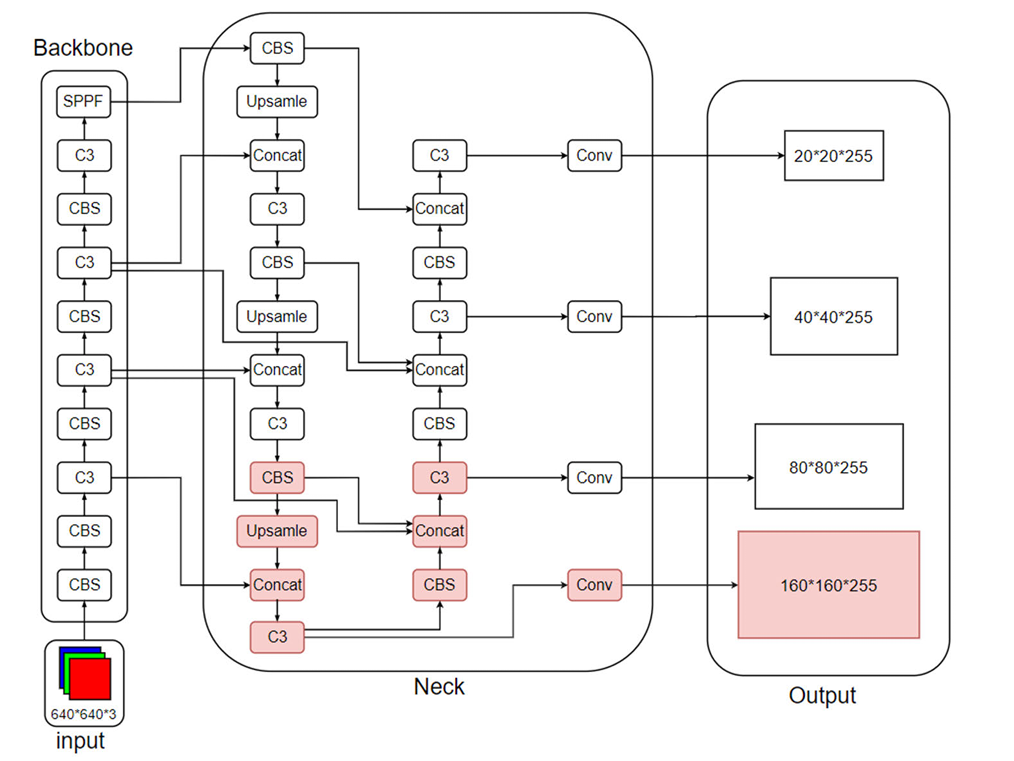 Backbone
SPPF
C3
CBS
C3
CBS
C3
CBS
C3
CBS
CBS
640*640*3
input
CBS
Upsamle
Concat
C3
CBS
Upsamle
Concat
C3
CBS
Upsamle
Concat
C3
C3
Concat
CBS
C3
Concat
CBS
C3
Concat
CBS
Conv
Conv
Conv
Conv
Neck
20*20*255
40*40*255
80*80*255
160*160*255
Output